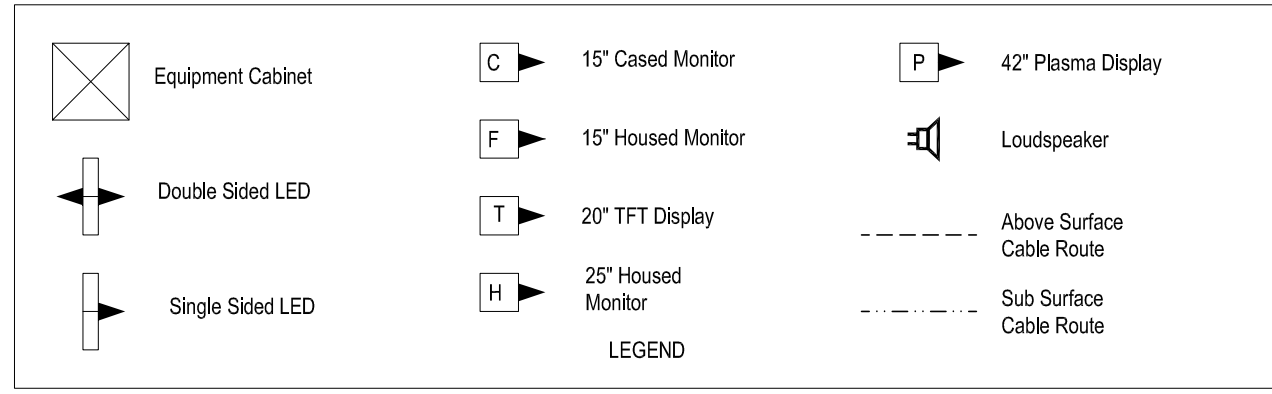 Equipment Cabinet
Double Sided LED
Single Sided LED
C
15" Cased Monitor
F
15" Housed Monitor
T
20" TFT Display
H
25" Housed
Monitor
LEGEND
P
42" Plasma Display
Loudspeaker
Above Surface
Cable Route
Sub Surface
Cable Route